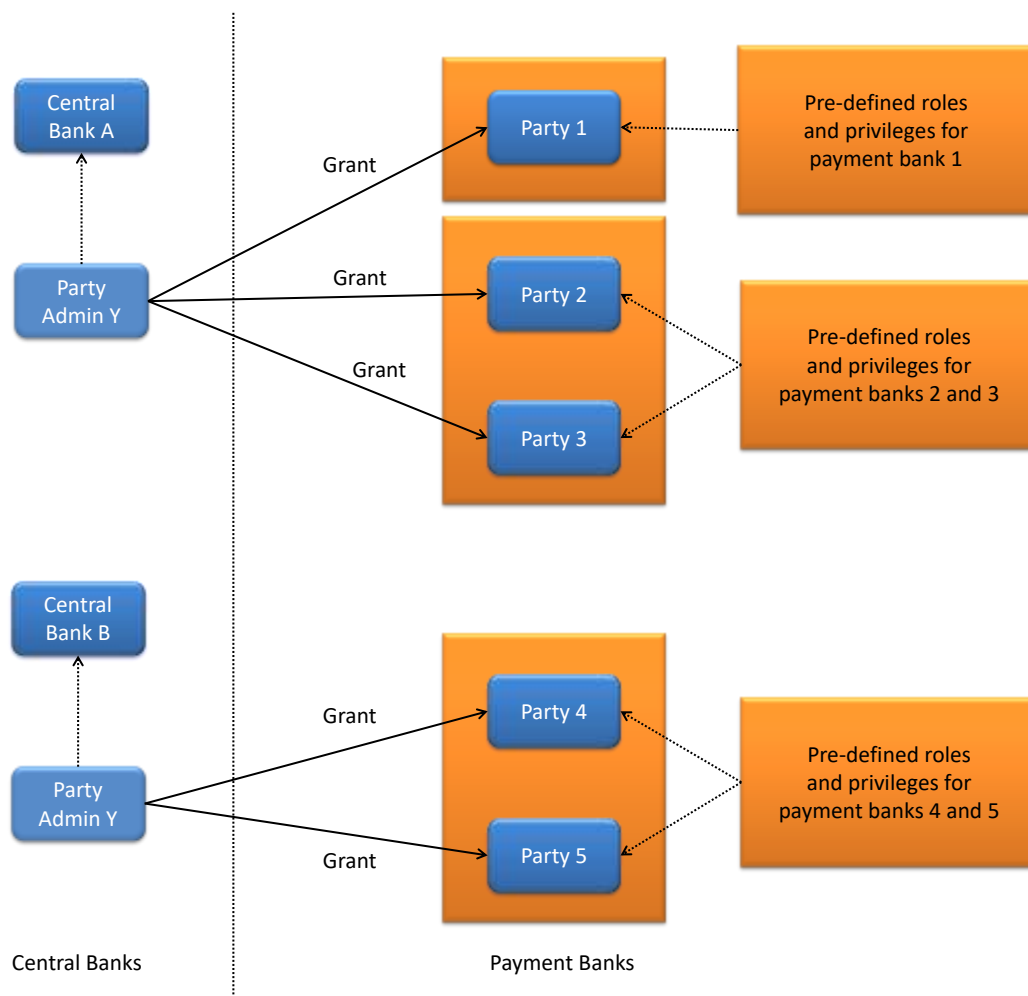 Central
Bank A
Party
Admin Y
Grant
Grant
Grant
Party 1
Party 2
Party 3
Pre-defined roles
and privileges for
payment bank 1
Pre-defined roles
and privileges for
payment banks 2 and 3
Central
Bank B
Party
Admin Y
Grant
Grant
Party 4
Party 5
Pre-defined roles
and privileges for
payment banks 4 and 5
Central Banks
Payment Banks